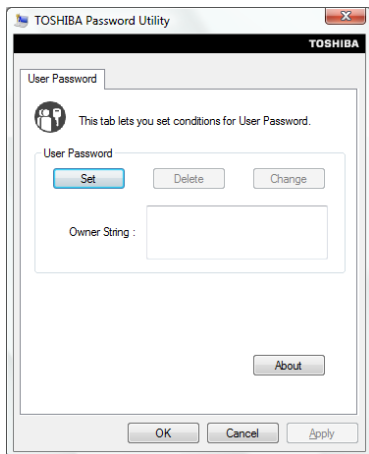 TOSHIBA Password Utility
TOSHIBA
User Password
This tab lets you set conditions for User Password.
User Password
Set Delete Change
Owner String :
About
OK Cancel Apply